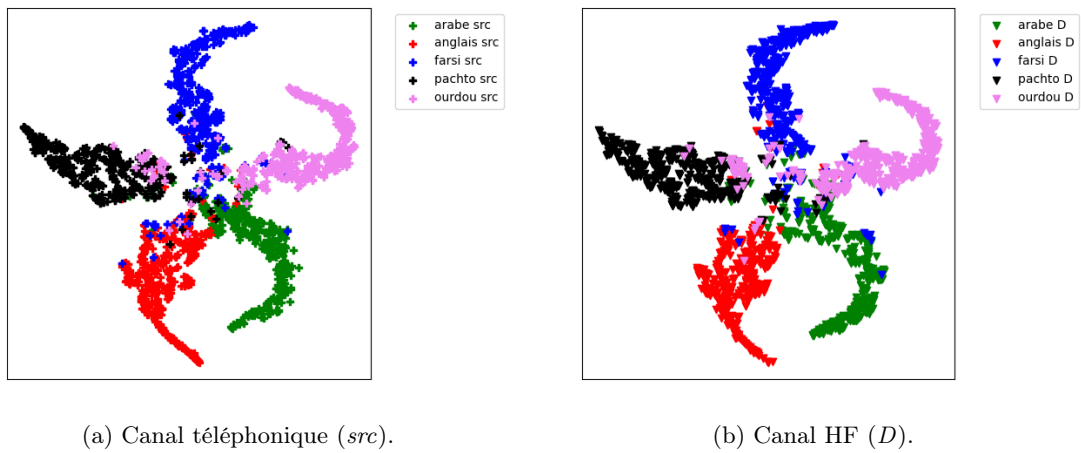 arabe src
anglais src
farsi src
pachto src
ourdou src
arabe D
anglais D
farsi D
pachto D
ourdou D
(a) Canal téléphonique (src).
(b) Canal HF (D).